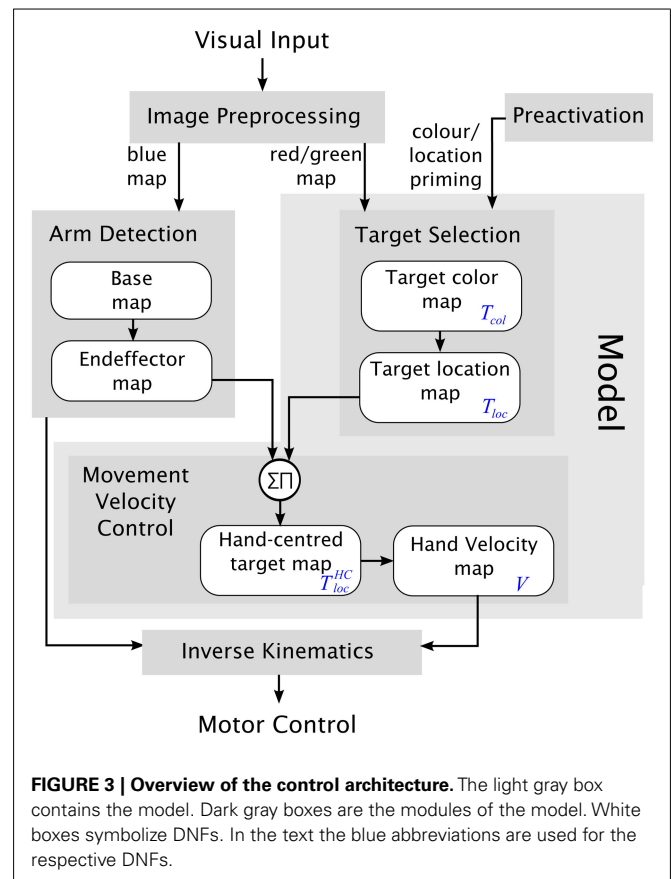 Visual Input
Image Preprocessing
Preactivation
blue
map
red/green
map
colour/
location
priming
Arm Detection
Base
map
Endeffector
map
Target Selection
Target color
map
T_col
Target location
map
T_loc
Model
Movement
Velocity
Control
ΣΠ
Hand-centred
target map
T_loc^HC
Hand Velocity
map
V
Inverse Kinematics
Motor Control
FIGURE 3 | Overview of the control architecture. The light gray box
contains the model. Dark gray boxes are the modules of the model. White
boxes symbolize DNFs. In the text the blue abbreviations are used for the
respective DNFs.